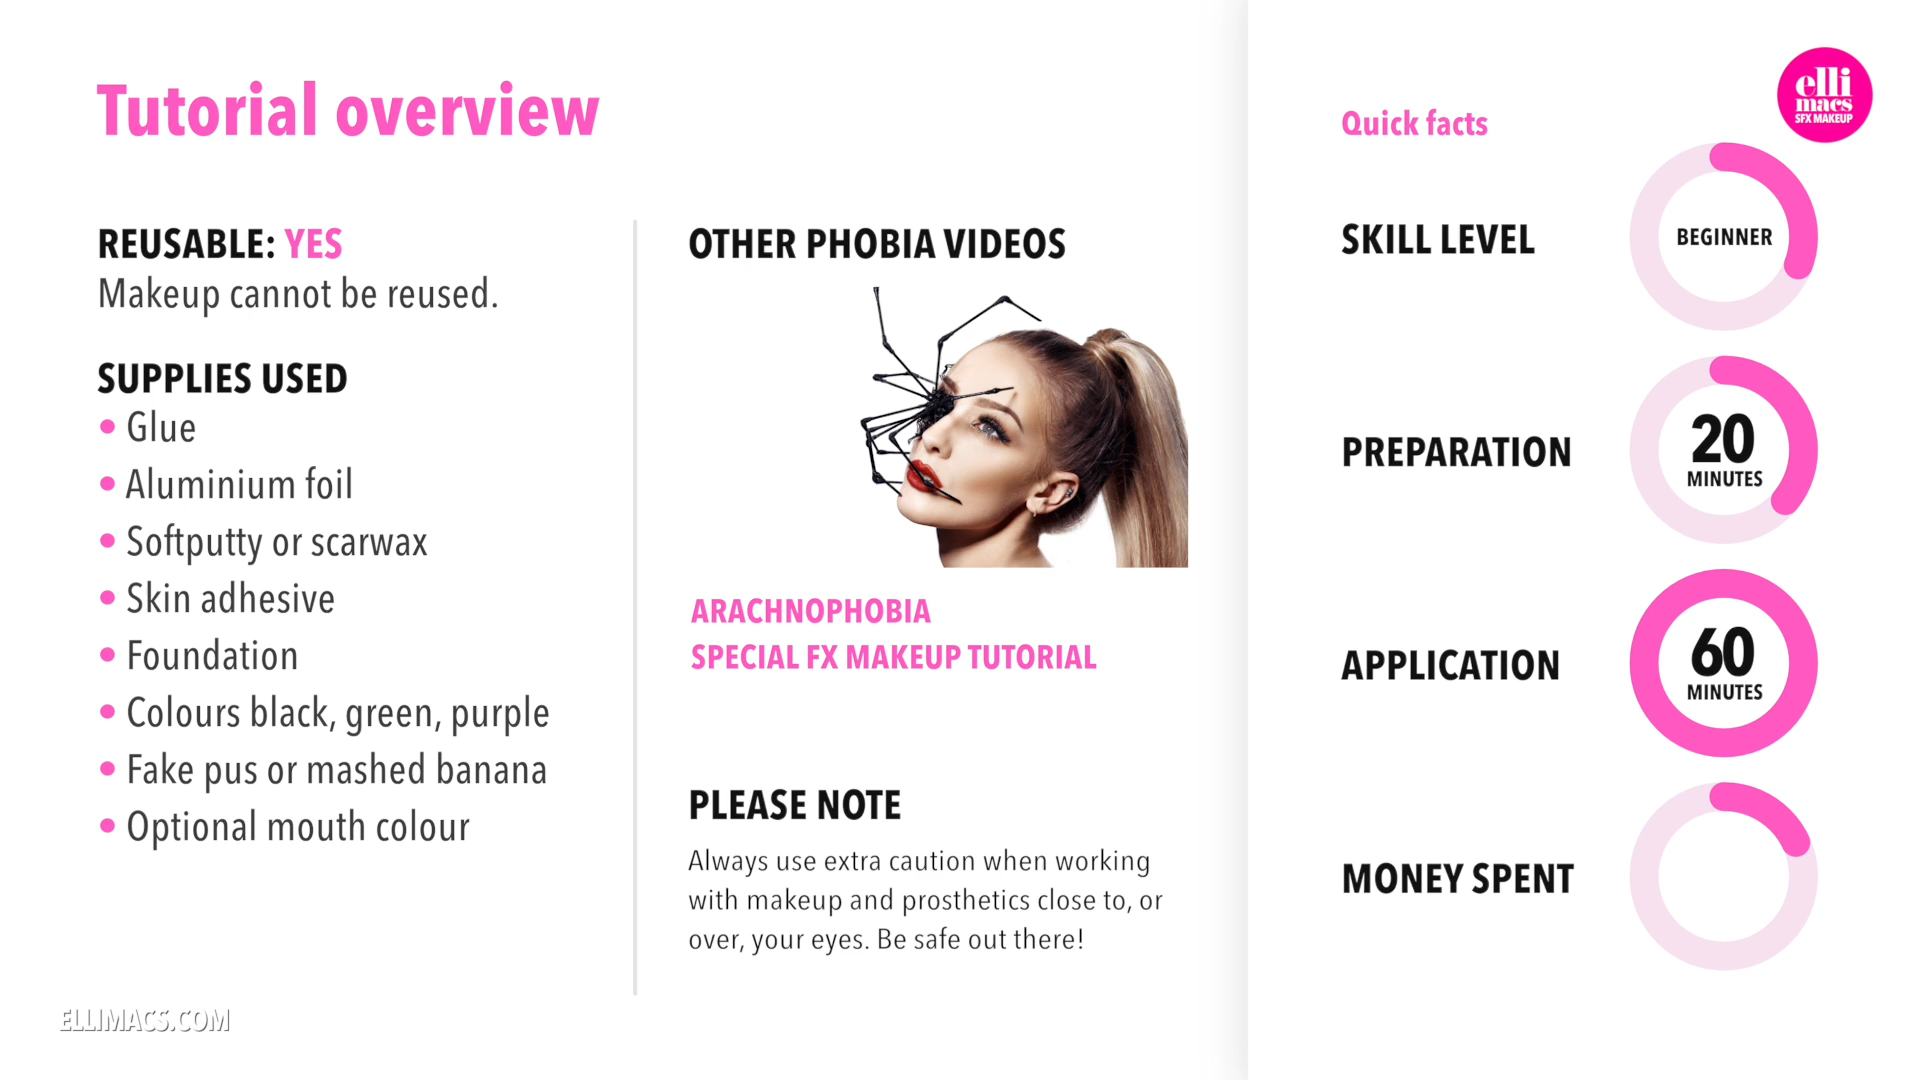 Tutorial overview
REUSABLE: YES
Makeup cannot be reused.
SUPPLIES USED
• Glue
• Aluminium foil
• Softputty or scarwax
• Skin adhesive
• Foundation
• Colours black, green, purple
• Fake pus or mashed banana
• Optional mouth colour
ELLIMACS.COM
OTHER PHOBIA VIDEOS
ARACHNOPHOBIA
SPECIAL FX MAKEUP TUTORIAL
PLEASE NOTE
Always use extra caution when working
with makeup and prosthetics close to, or
over, your eyes. Be safe out there!
Quick facts
elli
macs
SFX MAKEUP
SKILL LEVEL
BEGINNER
PREPARATION
20
MINUTES
APPLICATION
60
MINUTES
MONEY SPENT